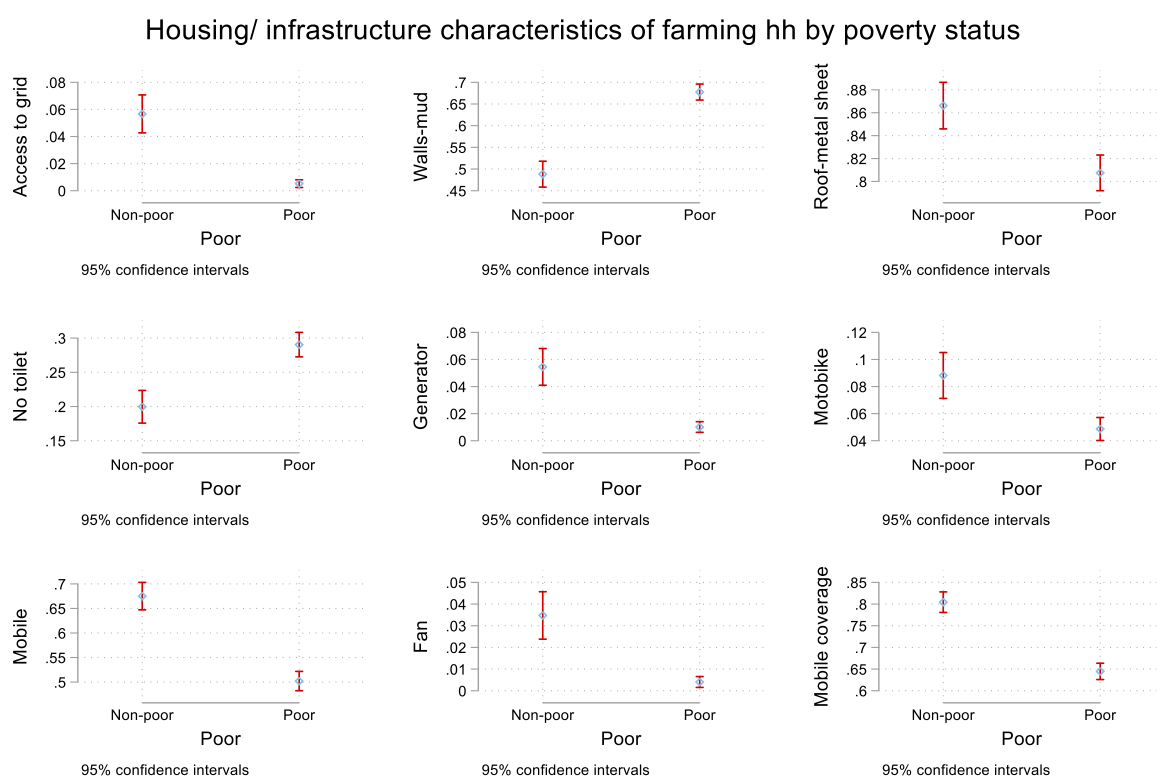 Housing/ infrastructure characteristics of farming hh by poverty status
Access to grid
.08
.06
.04
.02
0
Non-poor Poor
Poor
95% confidence intervals
Walls-mud
.7
.65
.6
.55
.5
.45
Non-poor Poor
Poor
95% confidence intervals
Roof-metal sheet
.88
.86
.84
.82
.8
Non-poor Poor
Poor
95% confidence intervals
No toilet
.3
.25
.2
.15
Non-poor Poor
Poor
95% confidence intervals
Generator
.08
.06
.04
.02
0
Non-poor Poor
Poor
95% confidence intervals
Motobike
.12
.1
.08
.06
.04
Non-poor Poor
Poor
95% confidence intervals
Mobile
.7
.65
.6
.55
.5
Non-poor Poor
Poor
95% confidence intervals
Fan
.05
.04
.03
.02
.01
0
Non-poor Poor
Poor
95% confidence intervals
Mobile coverage
.85
.8
.75
.7
.65
.6
Non-poor Poor
Poor
95% confidence intervals